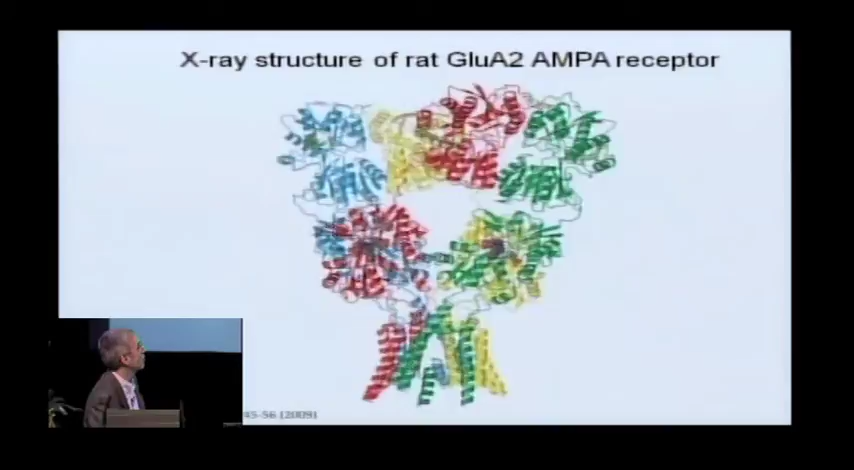 X-ray structure of rat GluA2 AMPA receptor
45-56 (2009)